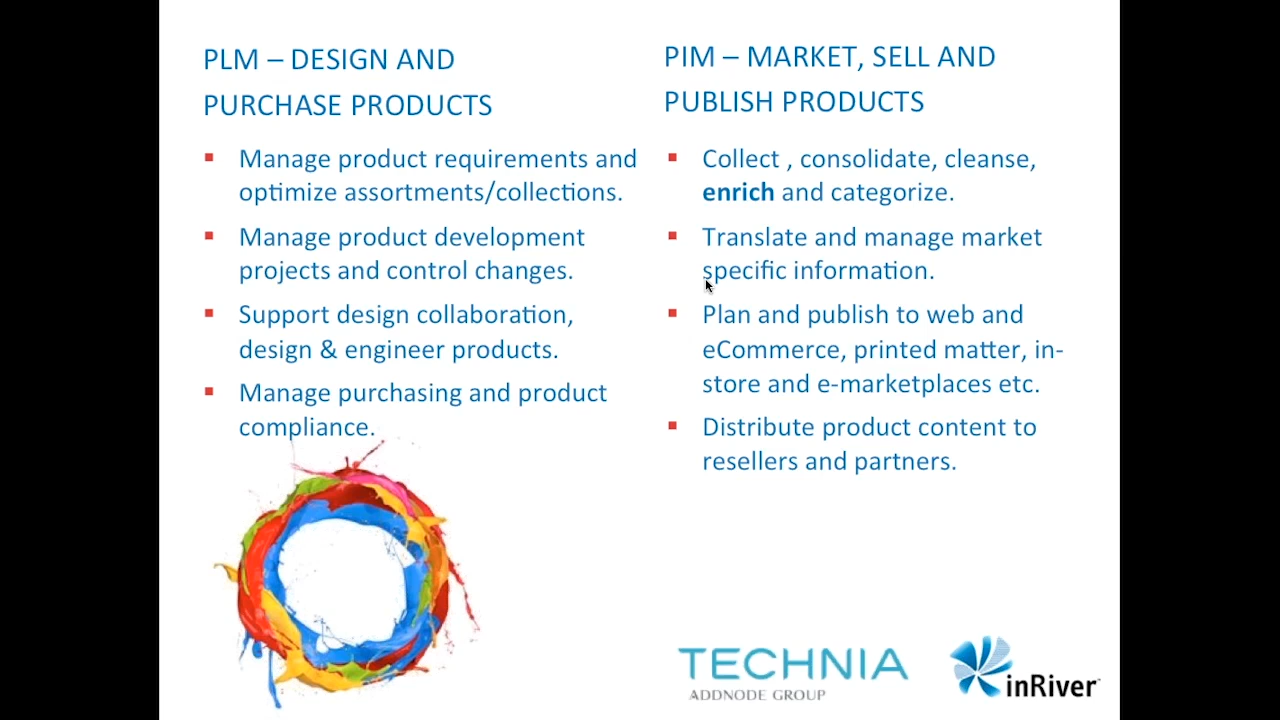 PLM – DESIGN AND
PURCHASE PRODUCTS
▪ Manage product requirements and
optimize assortments/collections.
▪ Manage product development
projects and control changes.
▪ Support design collaboration,
design & engineer products.
▪ Manage purchasing and product
compliance.
PIM – MARKET, SELL AND
PUBLISH PRODUCTS
▪ Collect , consolidate, cleanse,
enrich and categorize.
▪ Translate and manage market
specific information.
▪ Plan and publish to web and
eCommerce, printed matter, in-
store and e-marketplaces etc.
▪ Distribute product content to
resellers and partners.
TECHNIA
ADDNODE GROUP
inRiver